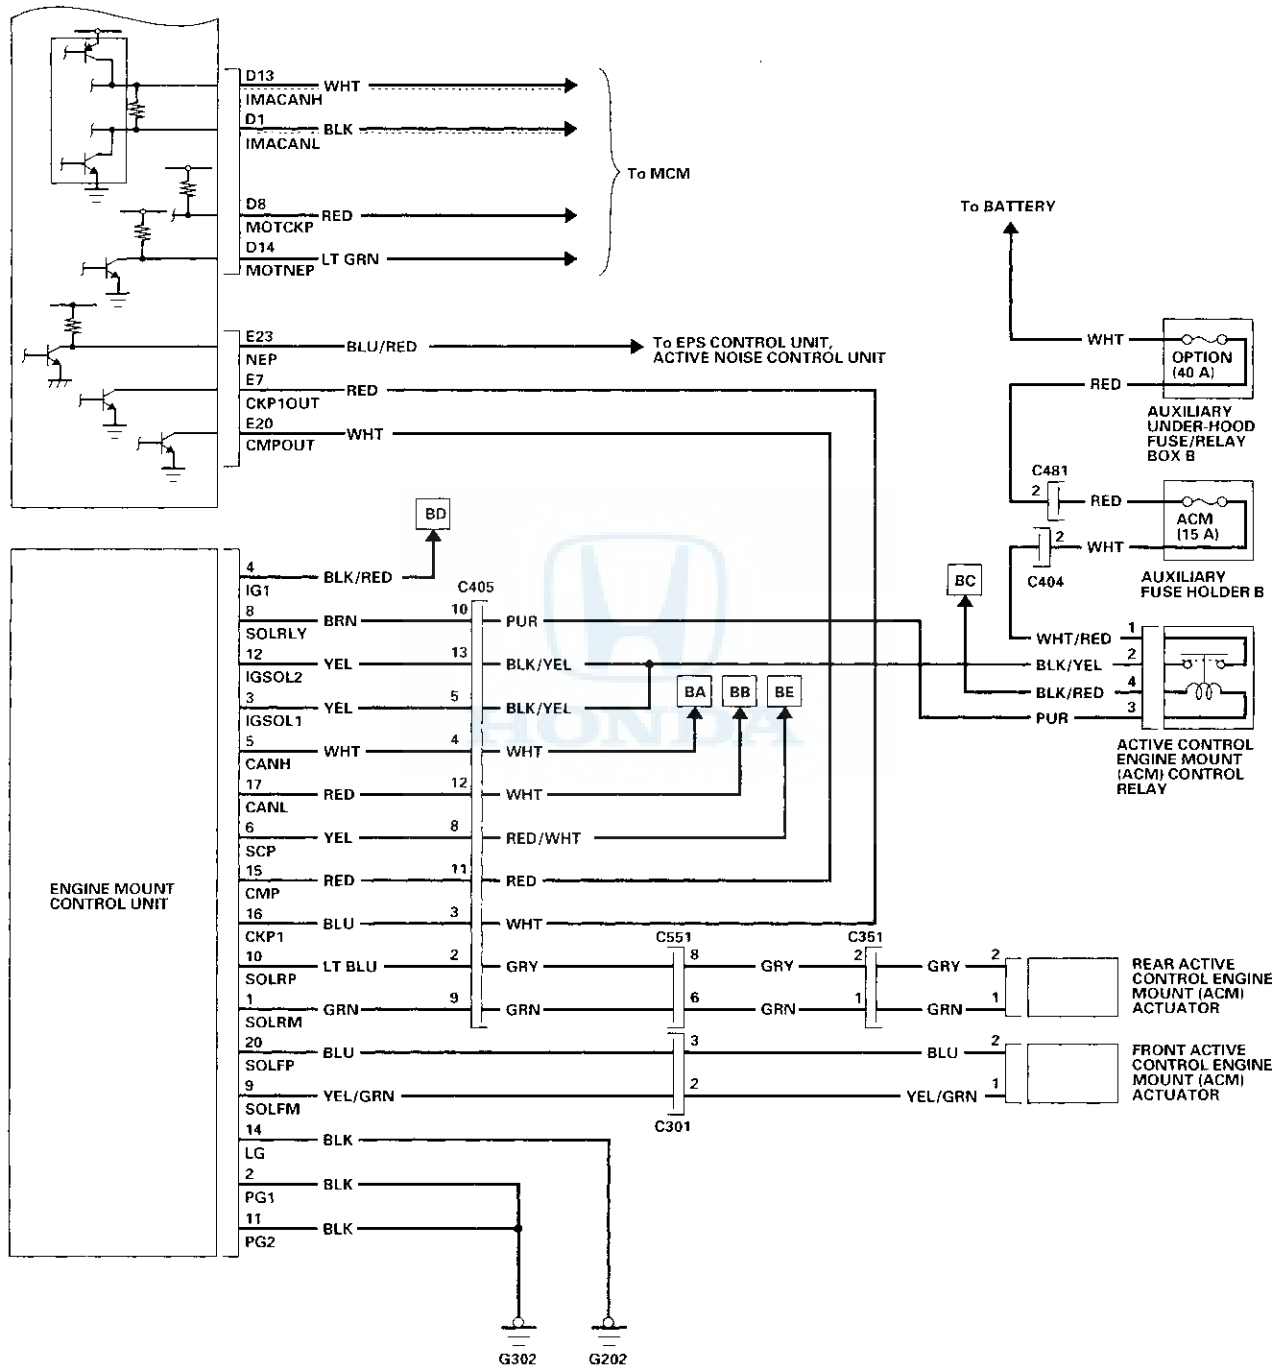 D13
WHT
IMACANH
D1
BLK
IMACANL
To MCM
D8
RED
MOTCKP
D14
LT GRN
MOTNEP
E23
BLU/RED
NEP
To EPS CONTROL UNIT,
ACTIVE NOISE CONTROL UNIT
E7
RED
CKP1OUT
E20
WHT
CMPOUT
To BATTERY
WHT
OPTION
(40 A)
RED
AUXILIARY
UNDER-HOOD
FUSE/RELAY
BOX B
C481
2
RED
ACM
(15 A)
2
WHT
C404
AUXILIARY
FUSE HOLDER B
BD
BC
4
BLK/RED
IG1
C405
8
BRN
10
PUR
SOLRLY
12
YEL
13
BLK/YEL
IGSOL2
3
YEL
5
BLK/YEL
IGSOL1
WHT/RED
1
BLK/YEL
2
BLK/RED
4
PUR
3
ACTIVE CONTROL
ENGINE MOUNT
(ACM) CONTROL
RELAY
BA
BB
BE
HONDA
5
WHT
4
WHT
CANH
17
RED
12
WHT
CANL
6
YEL
8
RED/WHT
SCP
15
RED
11
RED
CMP
ENGINE MOUNT
CONTROL UNIT
16
BLU
3
WHT
CKP1
C551
C351
10
LT BLU
2
GRY
8
GRY
2
GRY
2
SOLRP
1
GRN
9
GRN
6
GRN
1
GRN
1
SOLRM
REAR ACTIVE
CONTROL ENGINE
MOUNT (ACM)
ACTUATOR
20
BLU
3
BLU
2
SOLFP
9
YEL/GRN
2
YEL/GRN
1
SOLFM
C301
FRONT ACTIVE
CONTROL ENGINE
MOUNT (ACM)
ACTUATOR
14
BLK
LG
2
BLK
PG1
11
BLK
PG2
G302
G202